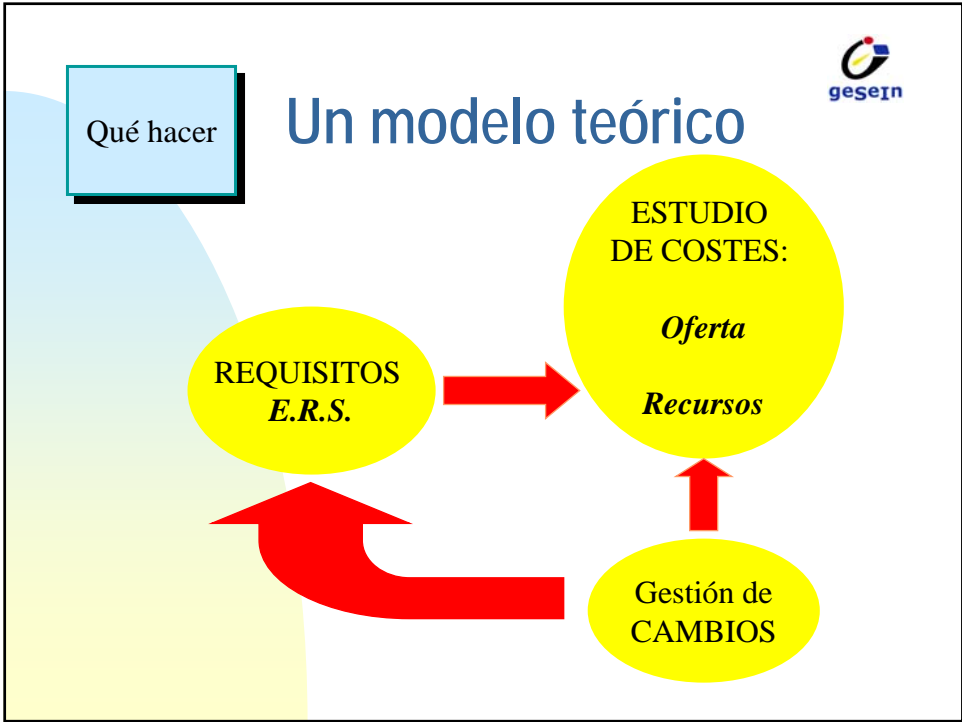 Qué hacer
Un modelo teórico
geseIn
ESTUDIO
DE COSTES:
Oferta
Recursos
REQUISITOS
E.R.S.
Gestión de
CAMBIOS